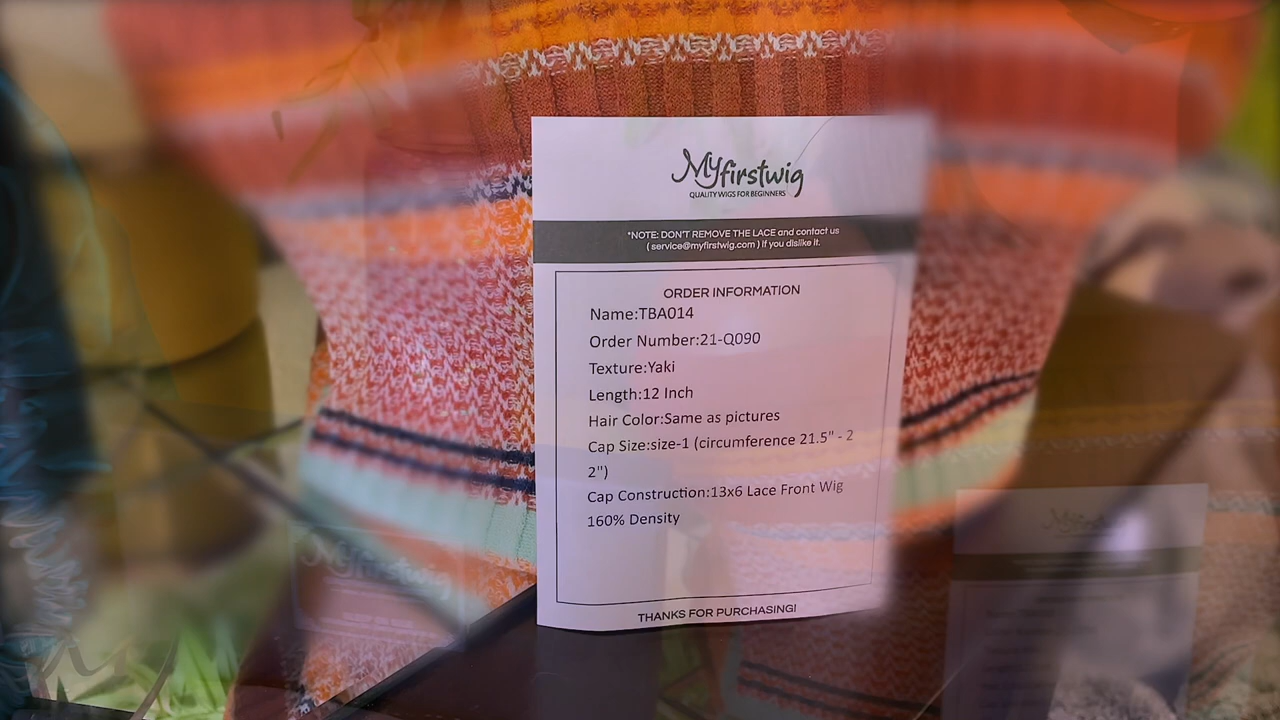 Myfirstwig
QUALITY WIGS FOR BEGINNERS
*NOTE: DON'T REMOVE THE LACE and contact us
( service@myfirstwig.com ) if you dislike it.
ORDER INFORMATION
Name:TBA014
Order Number:21-Q090
Texture:Yaki
Length:12 Inch
Hair Color:Same as pictures
Cap Size:size-1 (circumference 21.5" - 2
2")
Cap Construction:13x6 Lace Front Wig
160% Density
THANKS FOR PURCHASING!
Myfirstwig